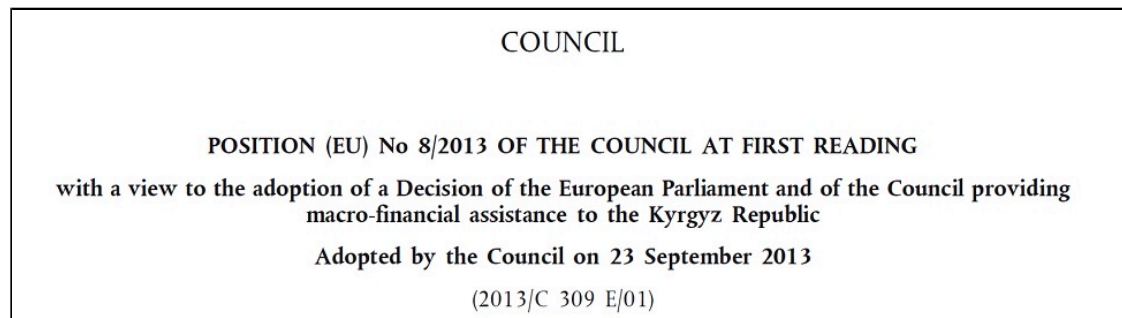 COUNCIL
POSITION (EU) No 8/2013 OF THE COUNCIL AT FIRST READING
with a view to the adoption of a Decision of the European Parliament and of the Council providing
macro-financial assistance to the Kyrgyz Republic
Adopted by the Council on 23 September 2013
(2013/C 309 E/01)